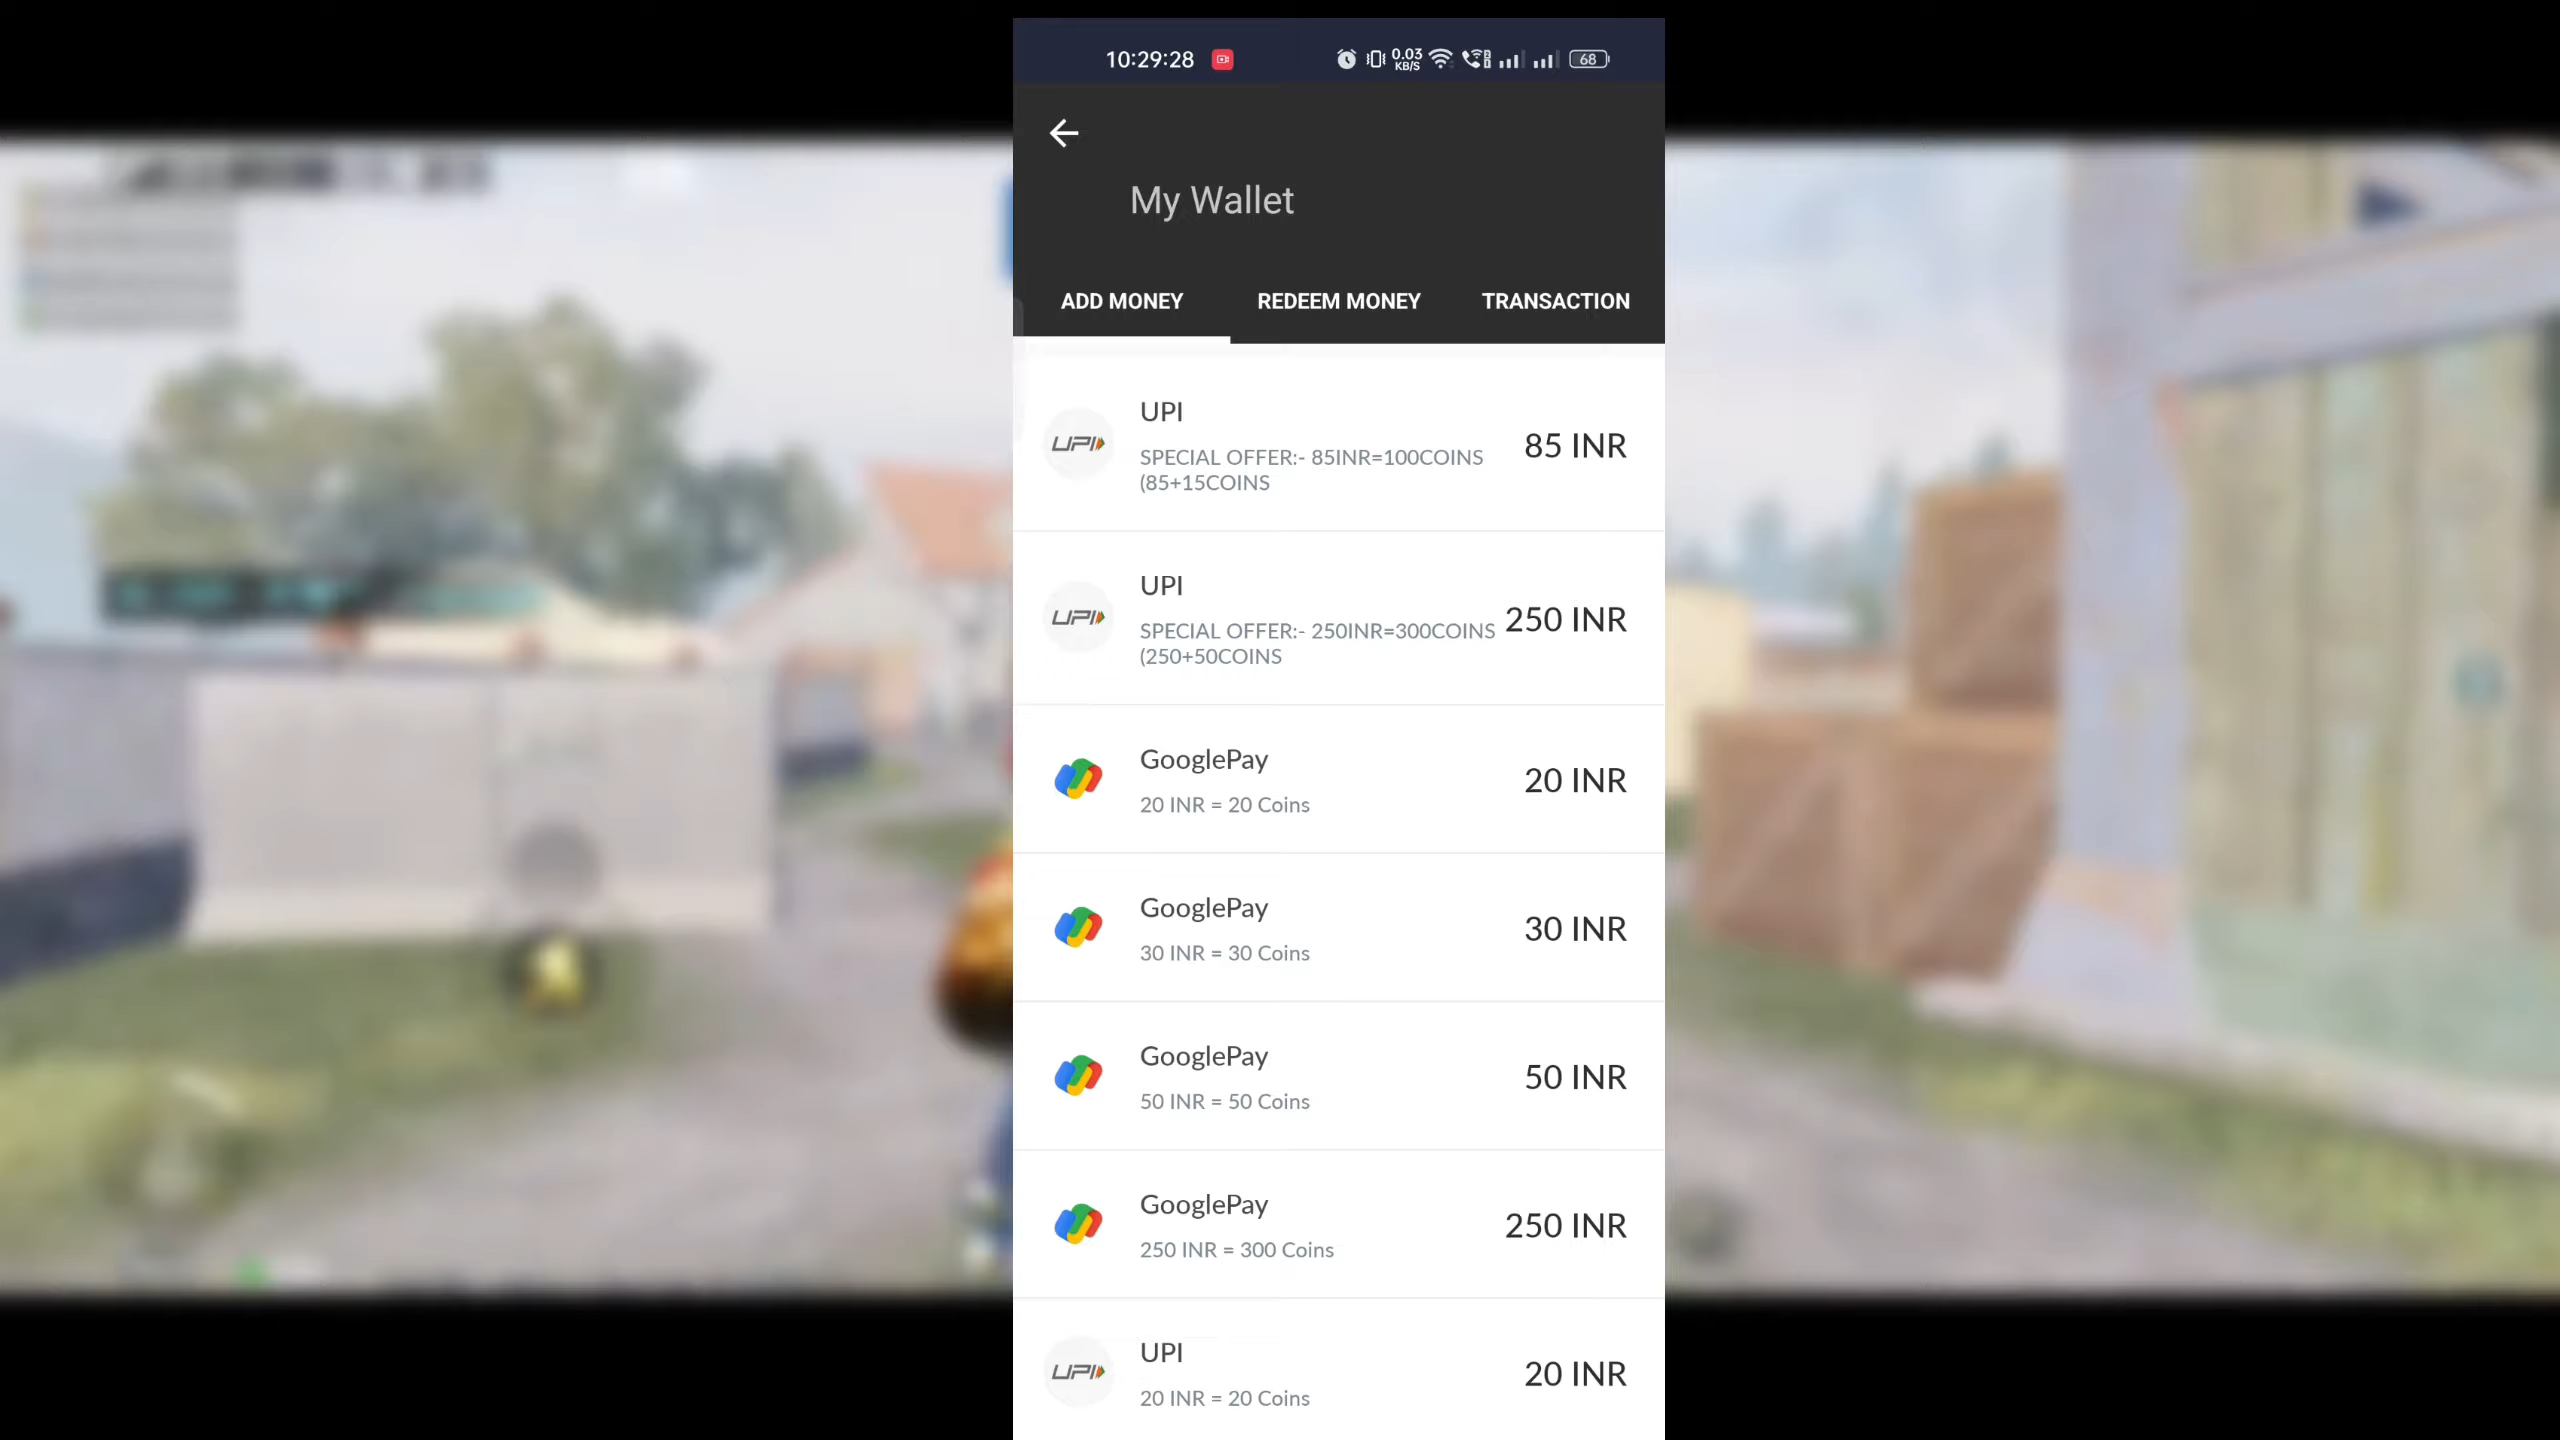 10:29:28
0.03
KB/S
68
My Wallet
ADD MONEY
REDEEM MONEY
TRANSACTION
UPI
UPI
SPECIAL OFFER:- 85INR=100COINS
(85+15COINS
85 INR
UPI
UPI
SPECIAL OFFER:- 250INR=300COINS
(250+50COINS
250 INR
GooglePay
20 INR = 20 Coins
20 INR
GooglePay
30 INR = 30 Coins
30 INR
GooglePay
50 INR = 50 Coins
50 INR
GooglePay
250 INR = 300 Coins
250 INR
UPI
UPI
20 INR = 20 Coins
20 INR